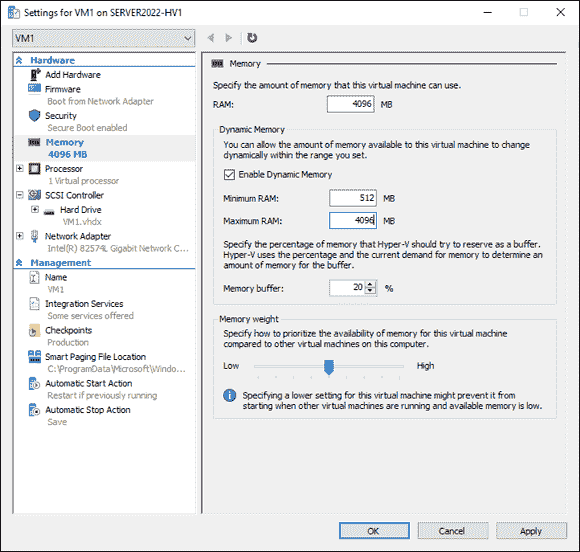 Settings for VM1 on SERVER2022-HV1
VM1
Hardware
Add Hardware
Firmware
Boot from Network Adapter
Security
Secure Boot enabled
Memory
4096 MB
Processor
1 Virtual processor
SCSI Controller
Hard Drive
VM1.vhdx
Network Adapter
Intel(R) 82574L Gigabit Network C...
Management
Name
VM1
Integration Services
Some services offered
Checkpoints
Production
Smart Paging File Location
C:\ProgramData\Microsoft\Windo...
Automatic Start Action
Restart if previously running
Automatic Stop Action
Save
Memory
Specify the amount of memory that this virtual machine can use.
RAM: 4096 MB
Dynamic Memory
You can allow the amount of memory available to this virtual machine to change
dynamically within the range you set.
Enable Dynamic Memory
Minimum RAM: 512 MB
Maximum RAM: 4096 MB
Specify the percentage of memory that Hyper-V should try to reserve as a buffer.
Hyper-V uses the percentage and the current demand for memory to determine an
amount of memory for the buffer.
Memory buffer: 20 %
Memory weight
Specify how to prioritize the availability of memory for this virtual machine
compared to other virtual machines on this computer.
Low High
Specifying a lower setting for this virtual machine might prevent it from
starting when other virtual machines are running and available memory is low.
OK Cancel Apply